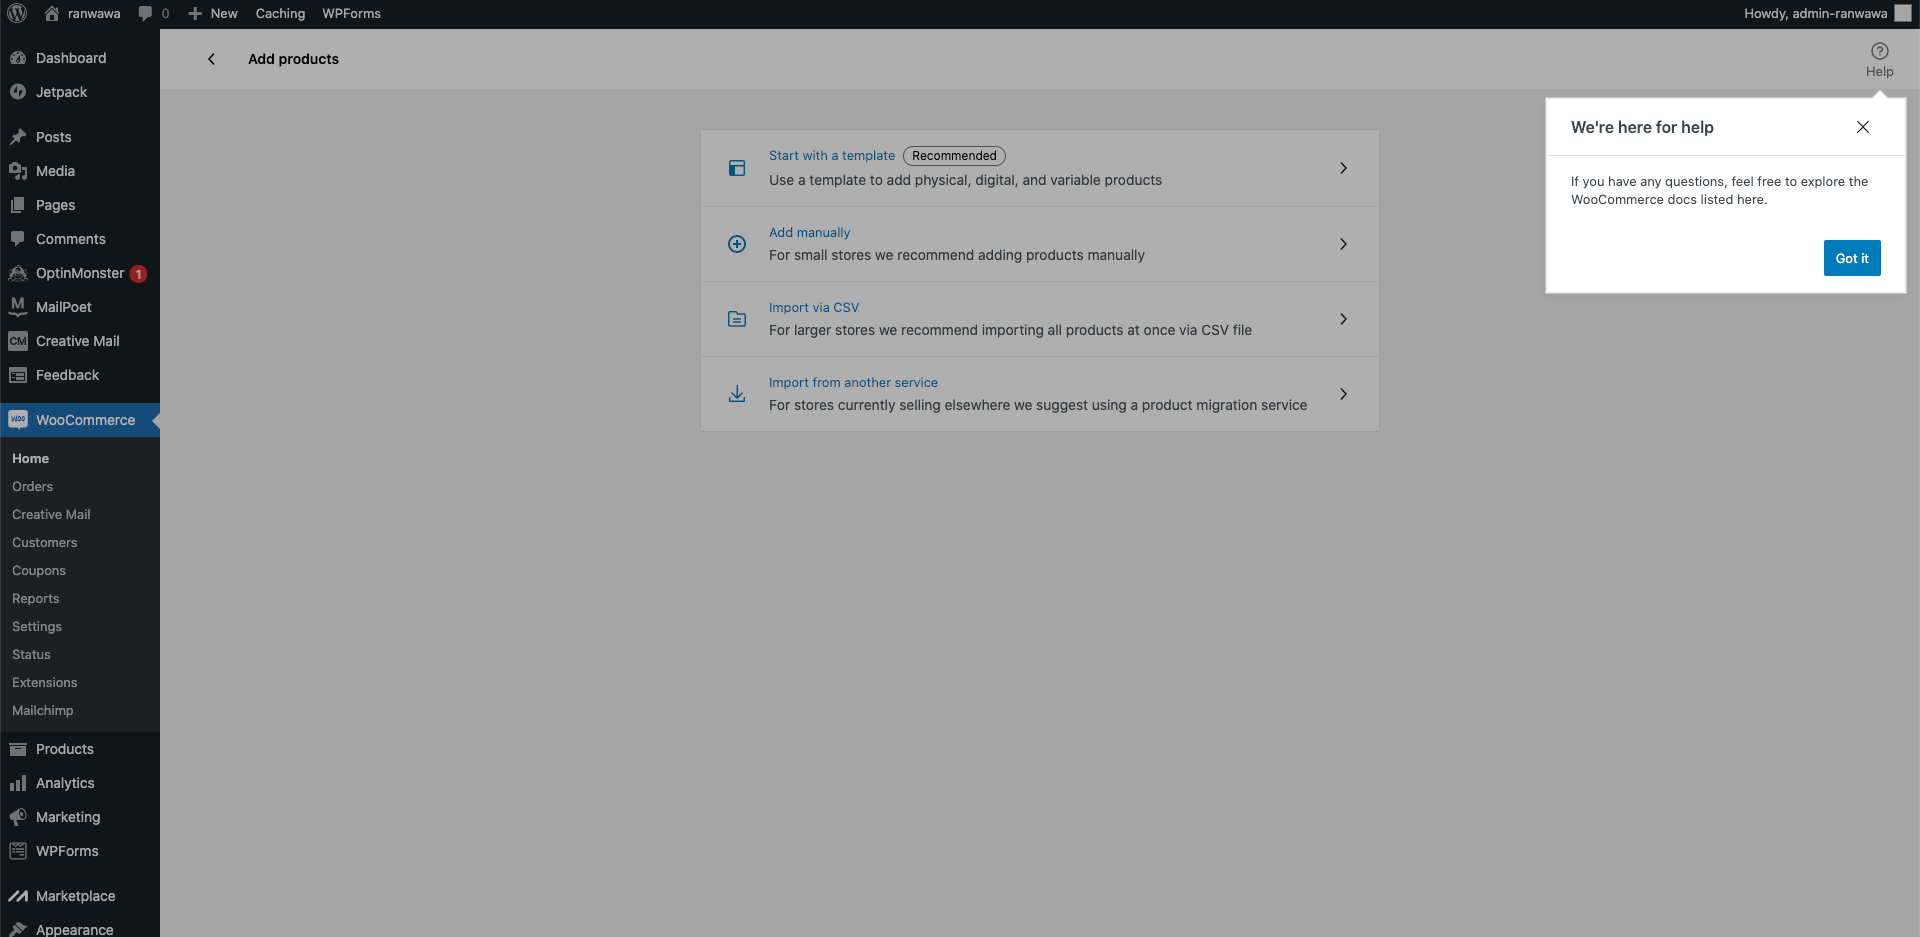 ranwawa
0
New
Caching
WPForms
Howdy, admin-ranwawa
Dashboard
Jetpack
Posts
Media
Pages
Comments
OptinMonster 1
MailPoet
CM Creative Mail
Feedback
Woo WooCommerce
Home
Orders
Creative Mail
Customers
Coupons
Reports
Settings
Status
Extensions
Mailchimp
Products
Analytics
Marketing
WPForms
Marketplace
Appearance
Add products
Help
Start with a template Recommended
Use a template to add physical, digital, and variable products
Add manually
For small stores we recommend adding products manually
Import via CSV
For larger stores we recommend importing all products at once via CSV file
Import from another service
For stores currently selling elsewhere we suggest using a product migration service
We're here for help
If you have any questions, feel free to explore the
WooCommerce docs listed here.
Got it